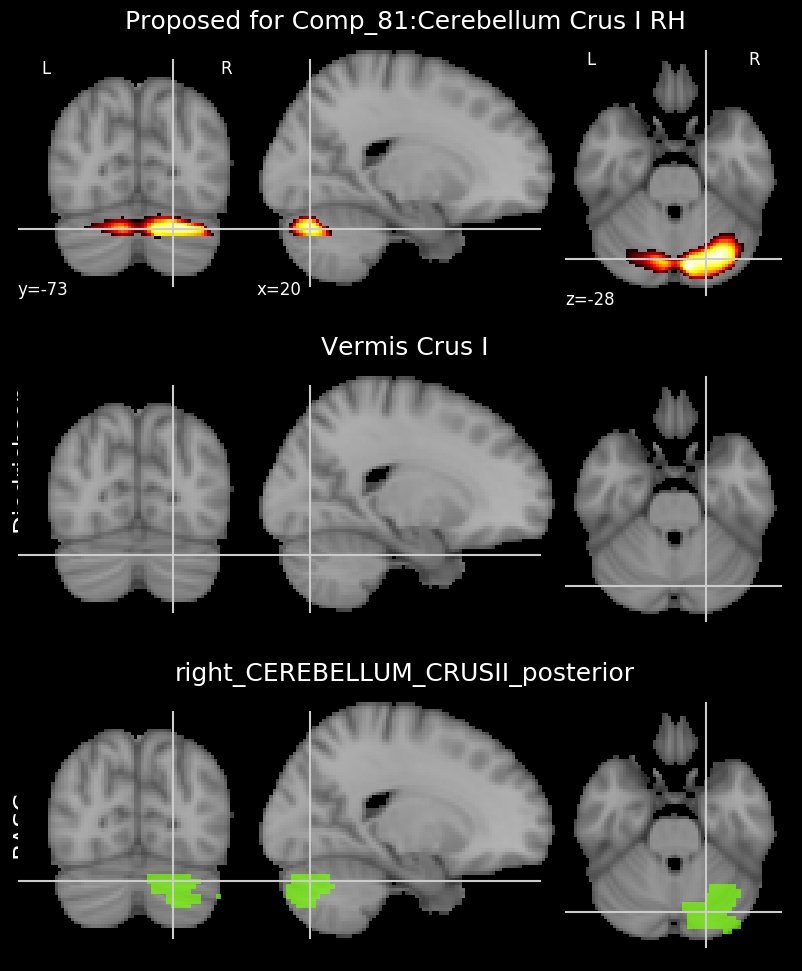 Proposed for Comp_81:Cerebellum Crus I RH
L R L R
y=-73 x=20 z=-28
Vermis Crus I
right_CEREBELLUM_CRUSII_posterior